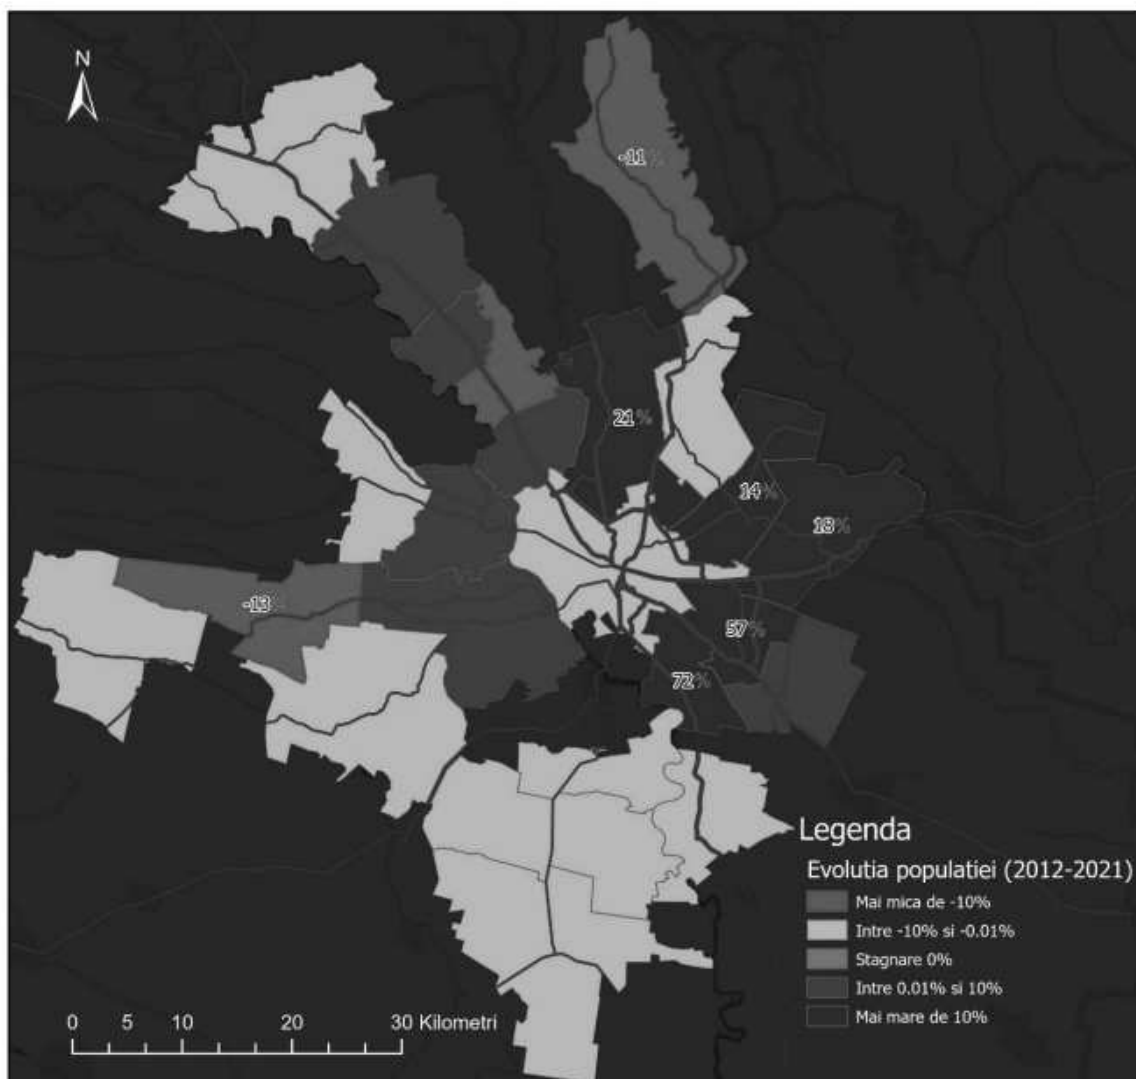 N
-11%
21%
14%
18%
-13
57%
72%
Legenda
Evolutia populatiei (2012-2021)
Mai mica de -10%
Intre -10% si -0.01%
Stagnare 0%
Intre 0.01% si 10%
Mai mare de 10%
0 5 10 20 30 Kilometri